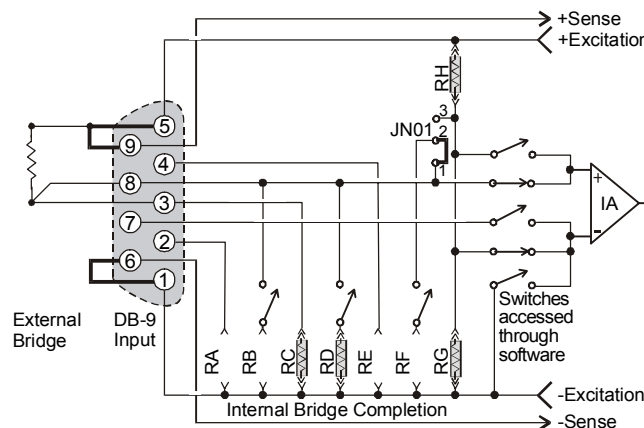 +Sense
+Excitation
RH
3
JN01
2
1
5
9
4
8
3
7
2
6
1
+
IA
-
External
Bridge
DB-9
Input
RA
RB
RC
RD
RE
RF
RG
Switches
accessed
through
software
Internal Bridge Completion
-Excitation
-Sense